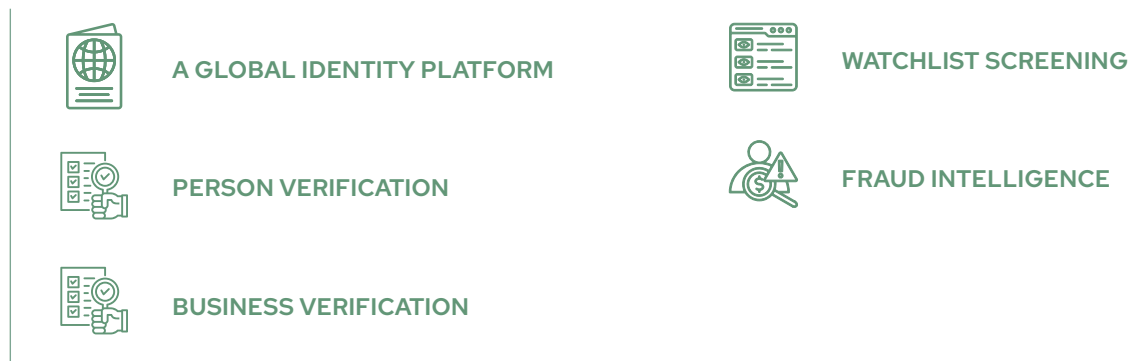 A GLOBAL IDENTITY PLATFORM
PERSON VERIFICATION
BUSINESS VERIFICATION
WATCHLIST SCREENING
FRAUD INTELLIGENCE